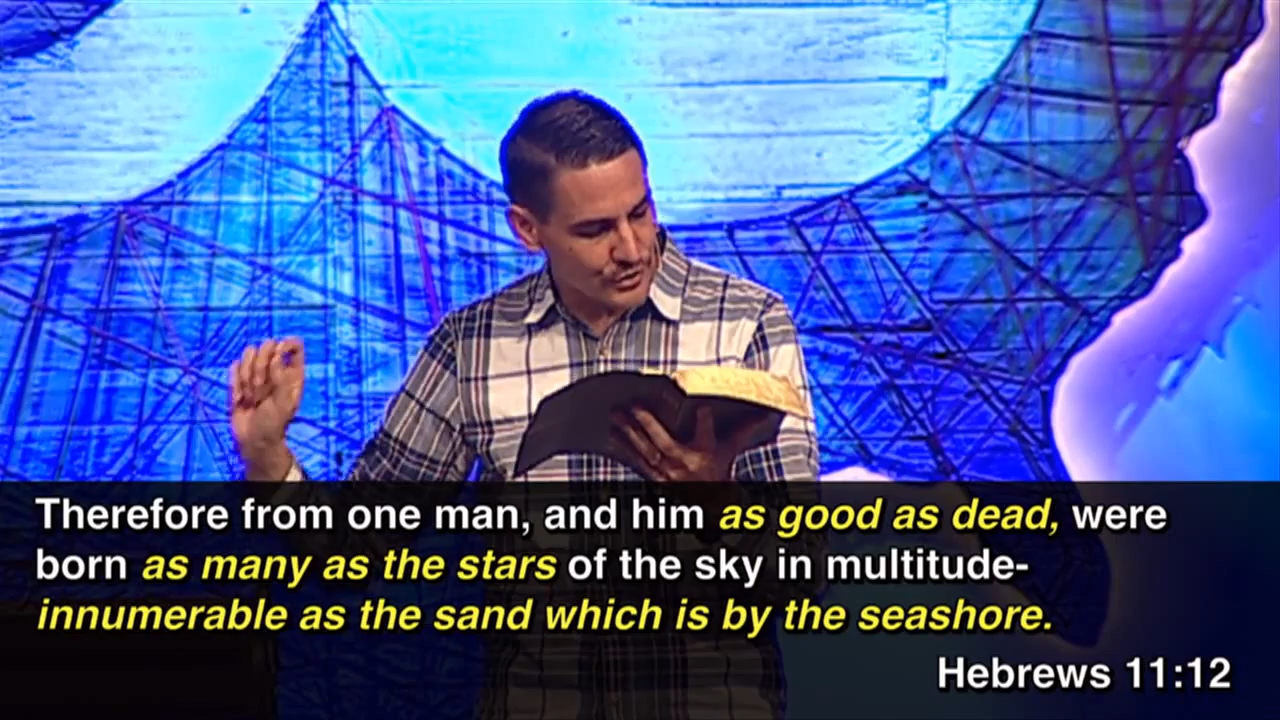 Therefore from one man, and him as good as dead, were
born as many as the stars of the sky in multitude-
innumerable as the sand which is by the seashore.
Hebrews 11:12